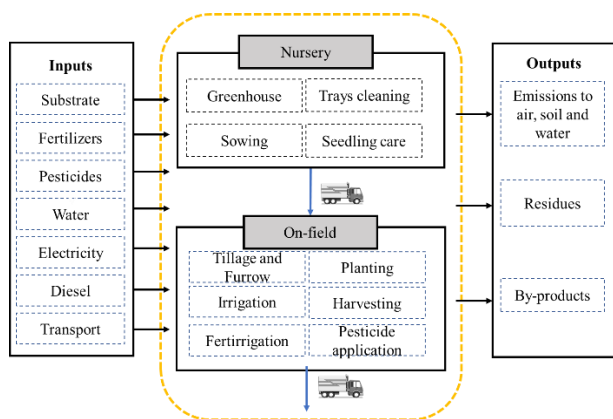 Inputs
Substrate
Fertilizers
Pesticides
Water
Electricity
Diesel
Transport
Nursery
Greenhouse
Trays cleaning
Sowing
Seedling care
On-field
Tillage and
Furrow
Planting
Irrigation
Harvesting
Fertirrigation
Pesticide
application
Outputs
Emissions to
air, soil and
water
Residues
By-products